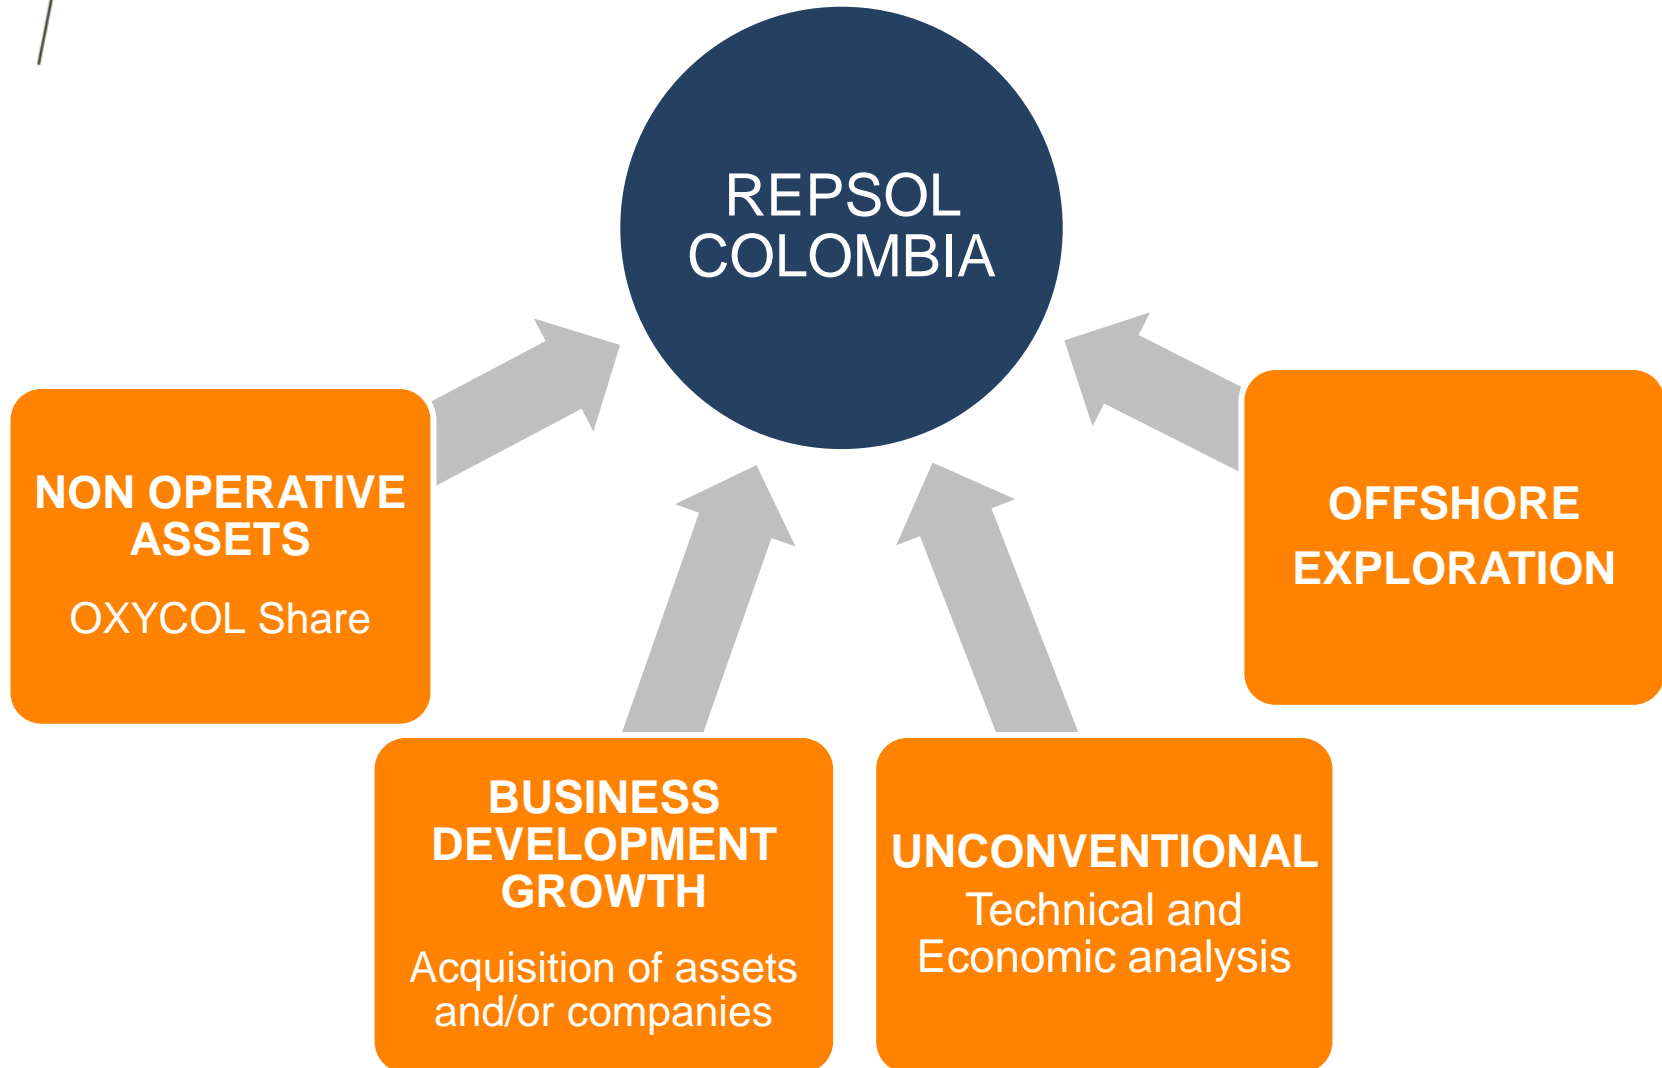 REPSOL
COLOMBIA
NON OPERATIVE
ASSETS
OXYCOL Share
BUSINESS
DEVELOPMENT
GROWTH
Acquisition of assets
and/or companies
UNCONVENTIONAL
Technical and
Economic analysis
OFFSHORE
EXPLORATION